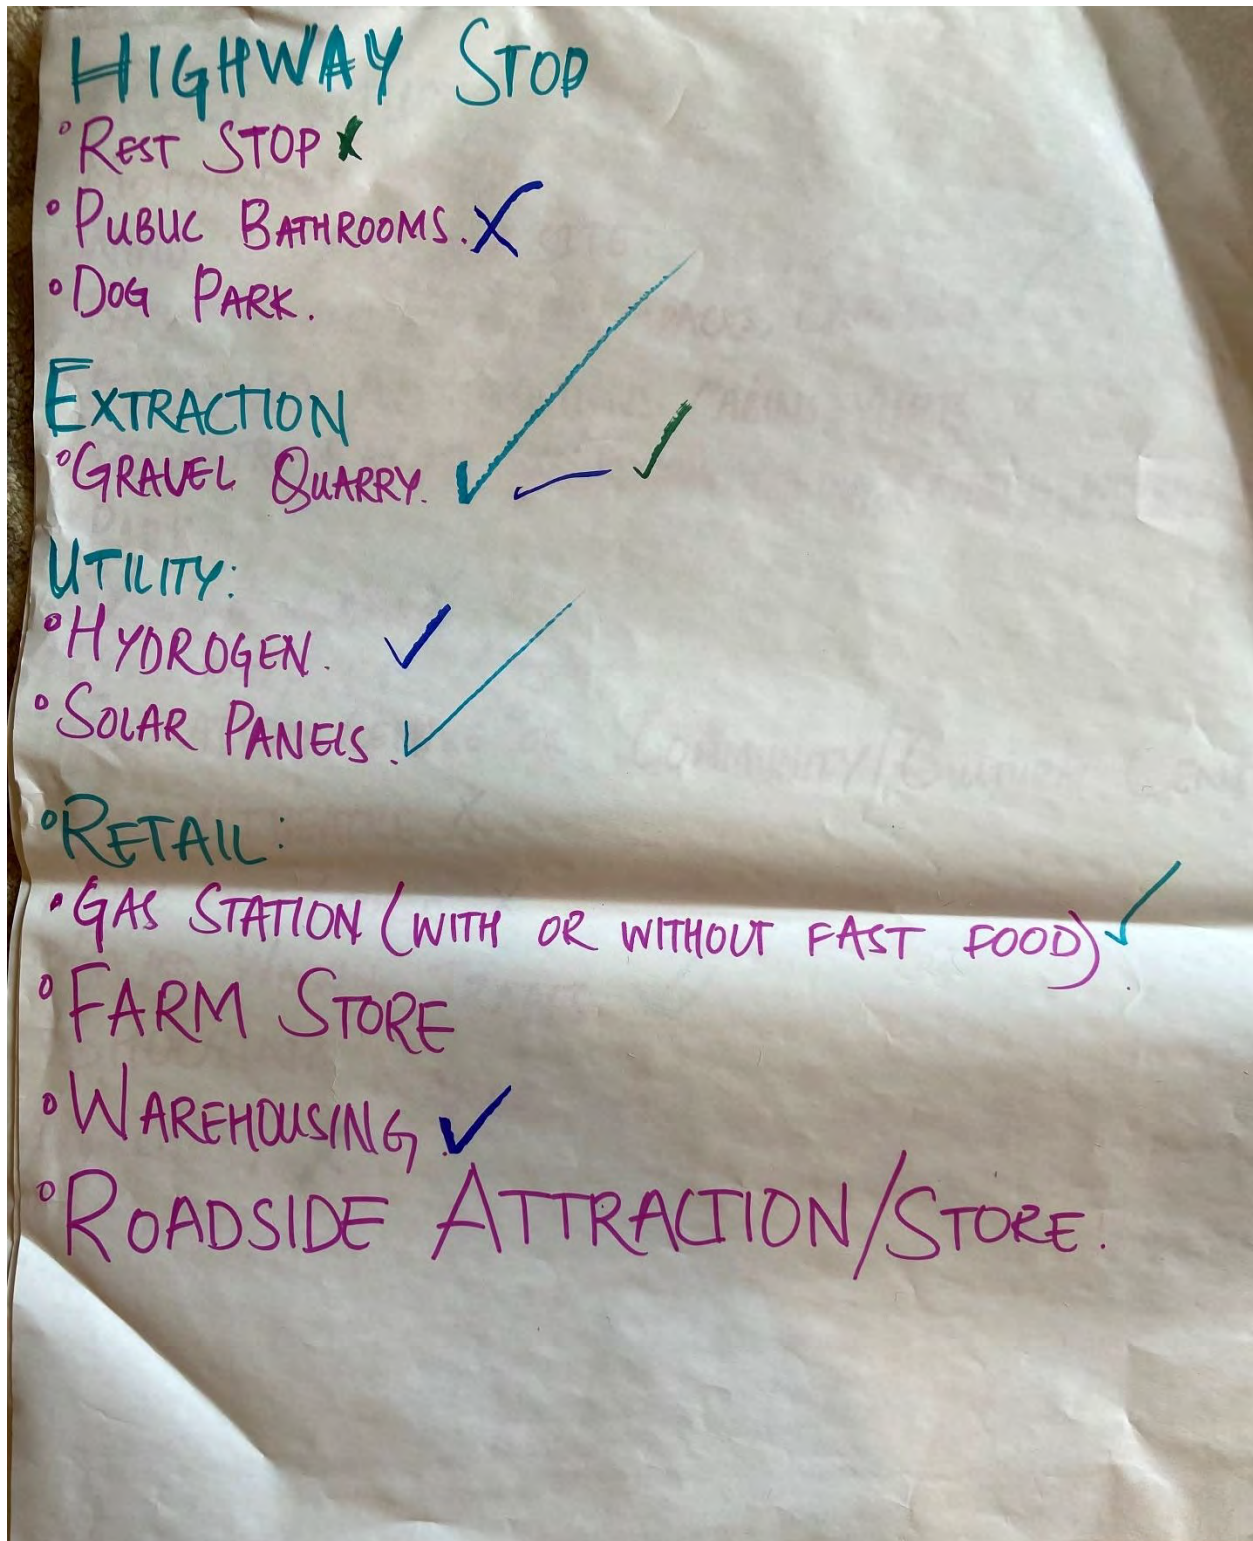 HIGHWAY STOP
° REST STOP ✗
° PUBLIC BATHROOMS. ✗
° DOG PARK.
EXTRACTION
° GRAVEL QUARRY. ✓ ✓ ✓
UTILITY:
° HYDROGEN. ✓
° SOLAR PANELS. ✓
° RETAIL:
• GAS STATION (WITH OR WITHOUT FAST FOOD). ✓
° FARM STORE
° WAREHOUSING. ✓
° ROADSIDE ATTRACTION/STORE.